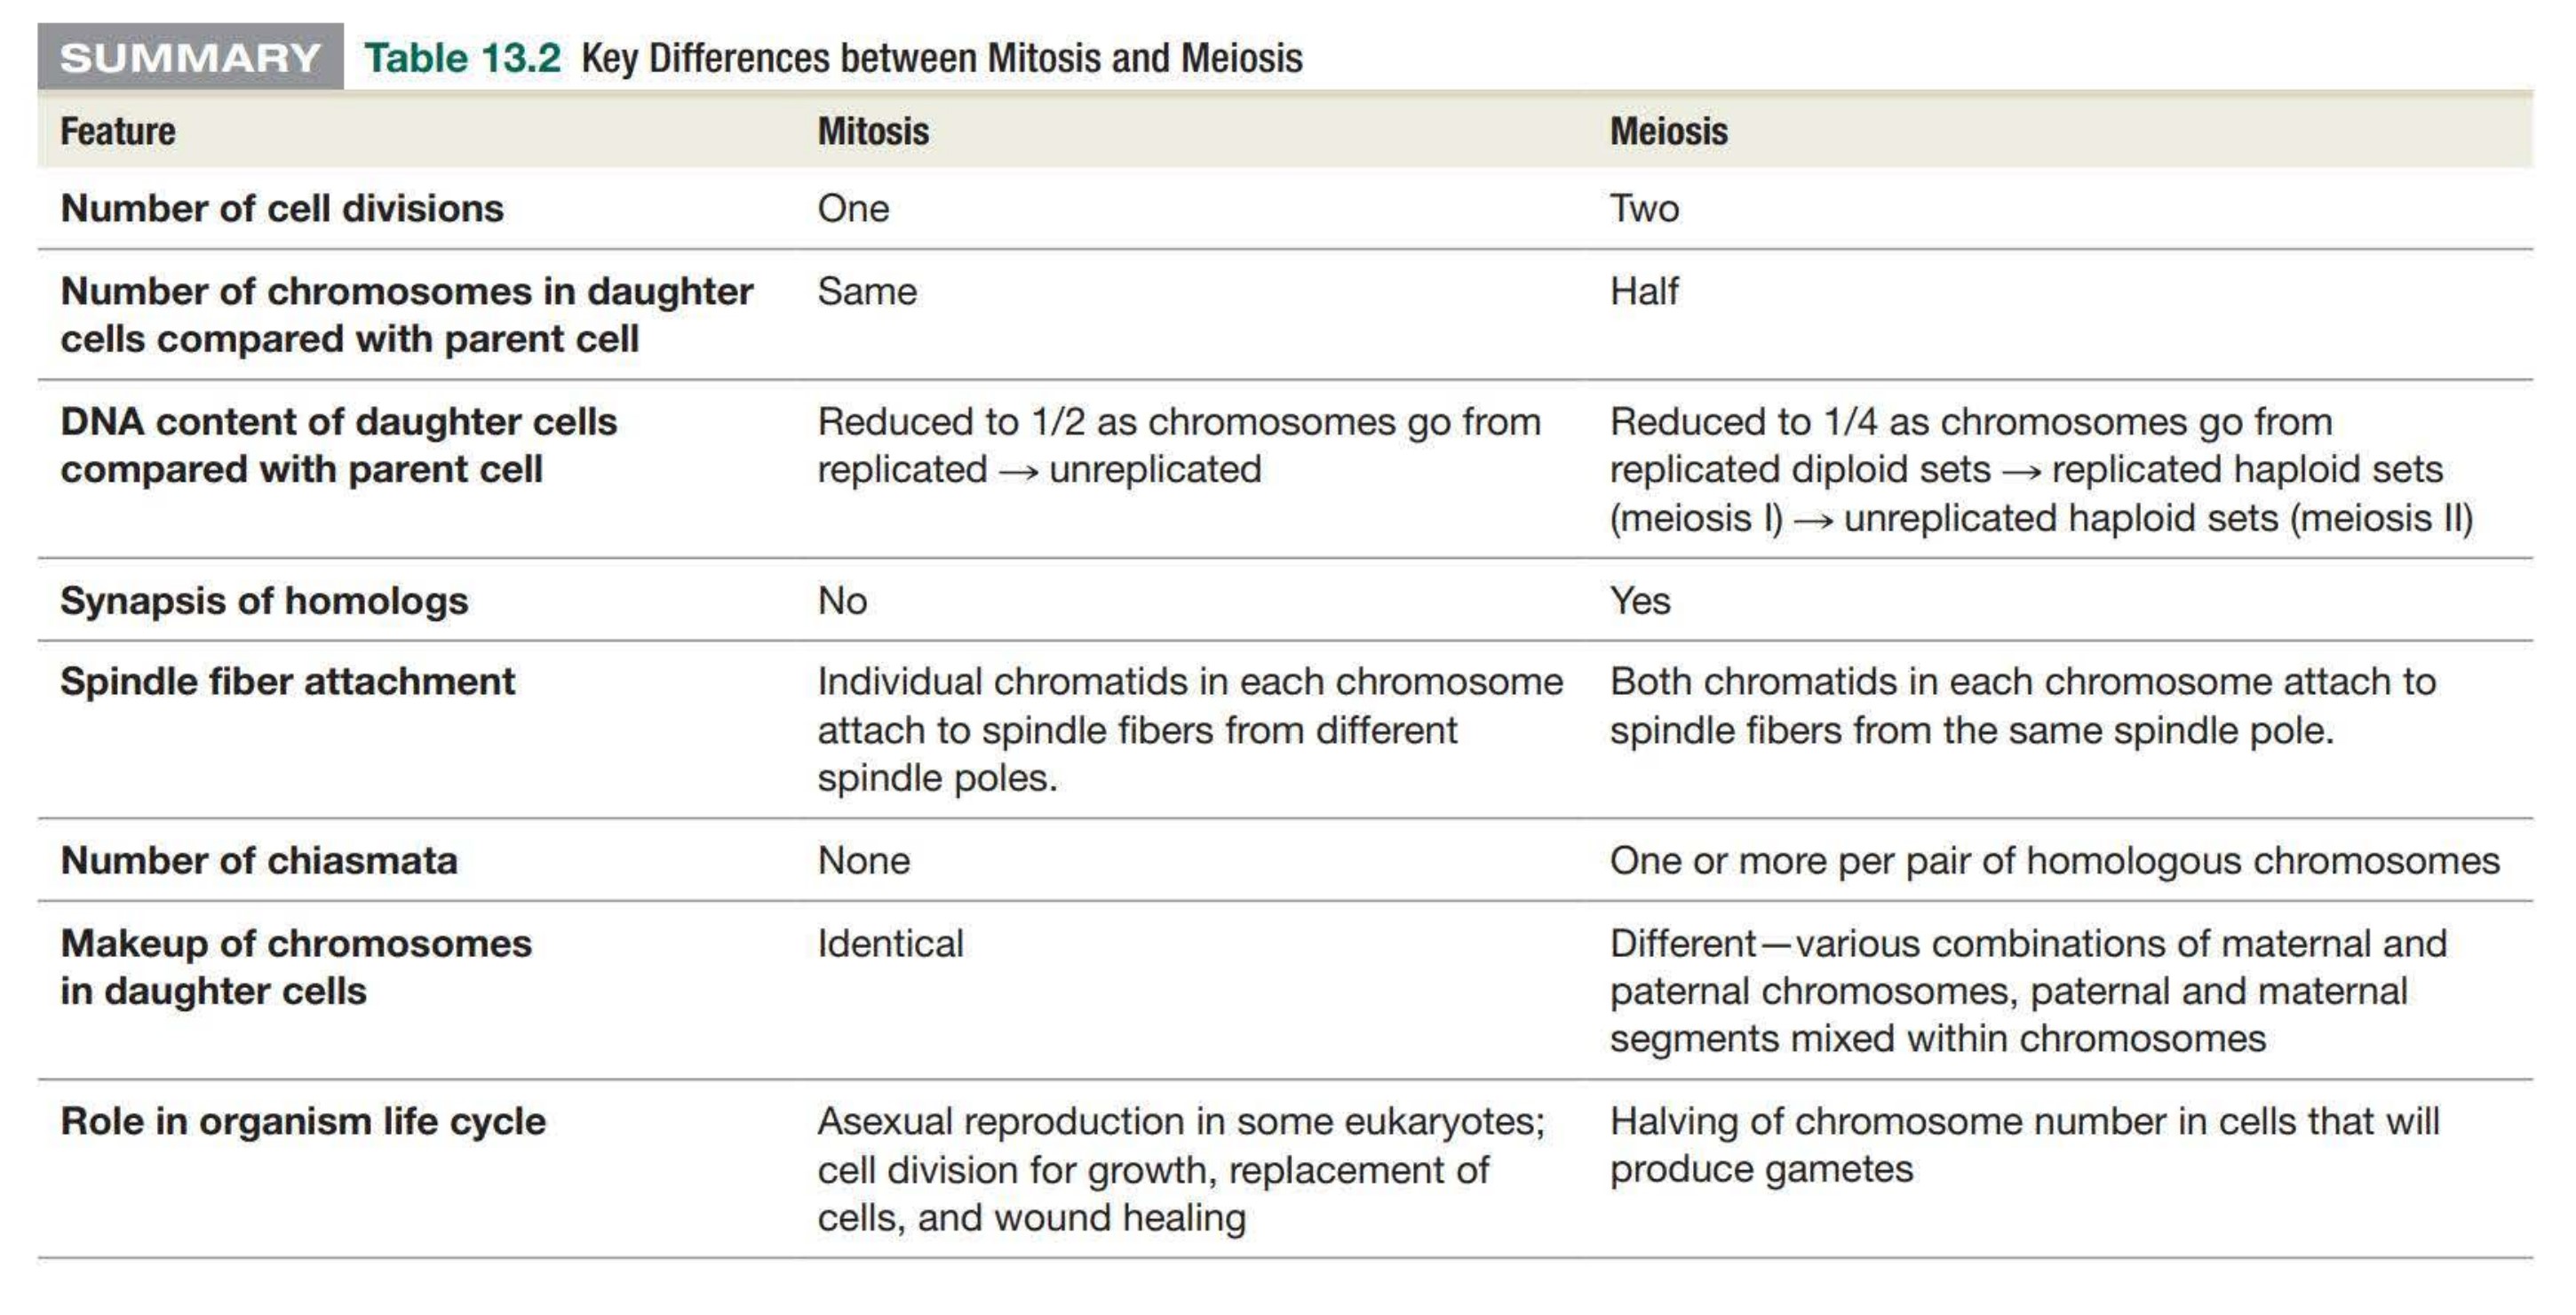 SUMMARY Table 13.2 Key Differences between Mitosis and Meiosis
Feature Mitosis Meiosis
Number of cell divisions One Two
Number of chromosomes in daughter Same Half
cells compared with parent cell
DNA content of daughter cells Reduced to 1/2 as chromosomes go from Reduced to 1/4 as chromosomes go from
compared with parent cell replicated → unreplicated replicated diploid sets → replicated haploid sets
(meiosis I) → unreplicated haploid sets (meiosis II)
Synapsis of homologs No Yes
Spindle fiber attachment Individual chromatids in each chromosome Both chromatids in each chromosome attach to
attach to spindle fibers from different spindle fibers from the same spindle pole.
spindle poles.
Number of chiasmata None One or more per pair of homologous chromosomes
Makeup of chromosomes Identical Different—various combinations of maternal and
in daughter cells paternal chromosomes, paternal and maternal
segments mixed within chromosomes
Role in organism life cycle Asexual reproduction in some eukaryotes; Halving of chromosome number in cells that will
cell division for growth, replacement of produce gametes
cells, and wound healing